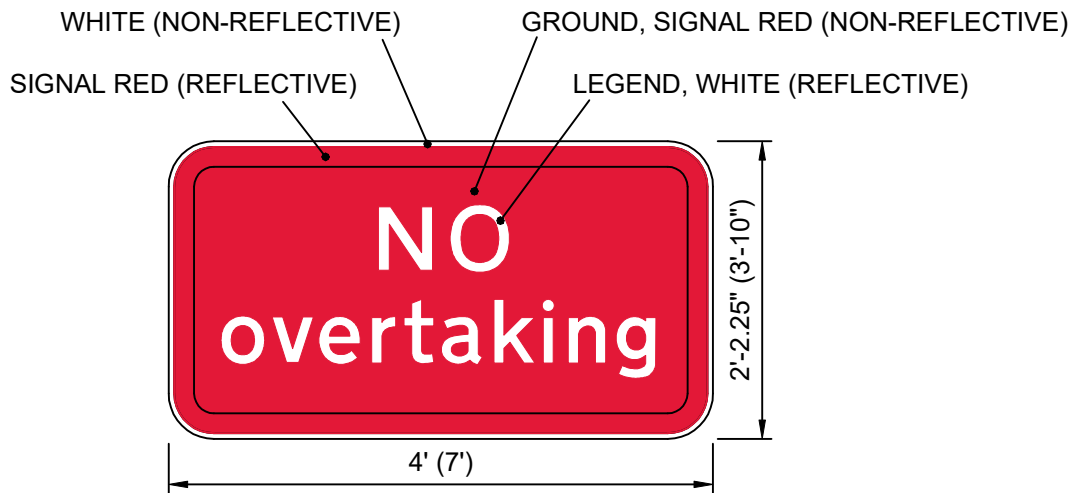 WHITE (NON-REFLECTIVE)
GROUND, SIGNAL RED (NON-REFLECTIVE)
SIGNAL RED (REFLECTIVE)
LEGEND, WHITE (REFLECTIVE)
NO
overtaking
2'-2.25" (3'-10")
4' (7')